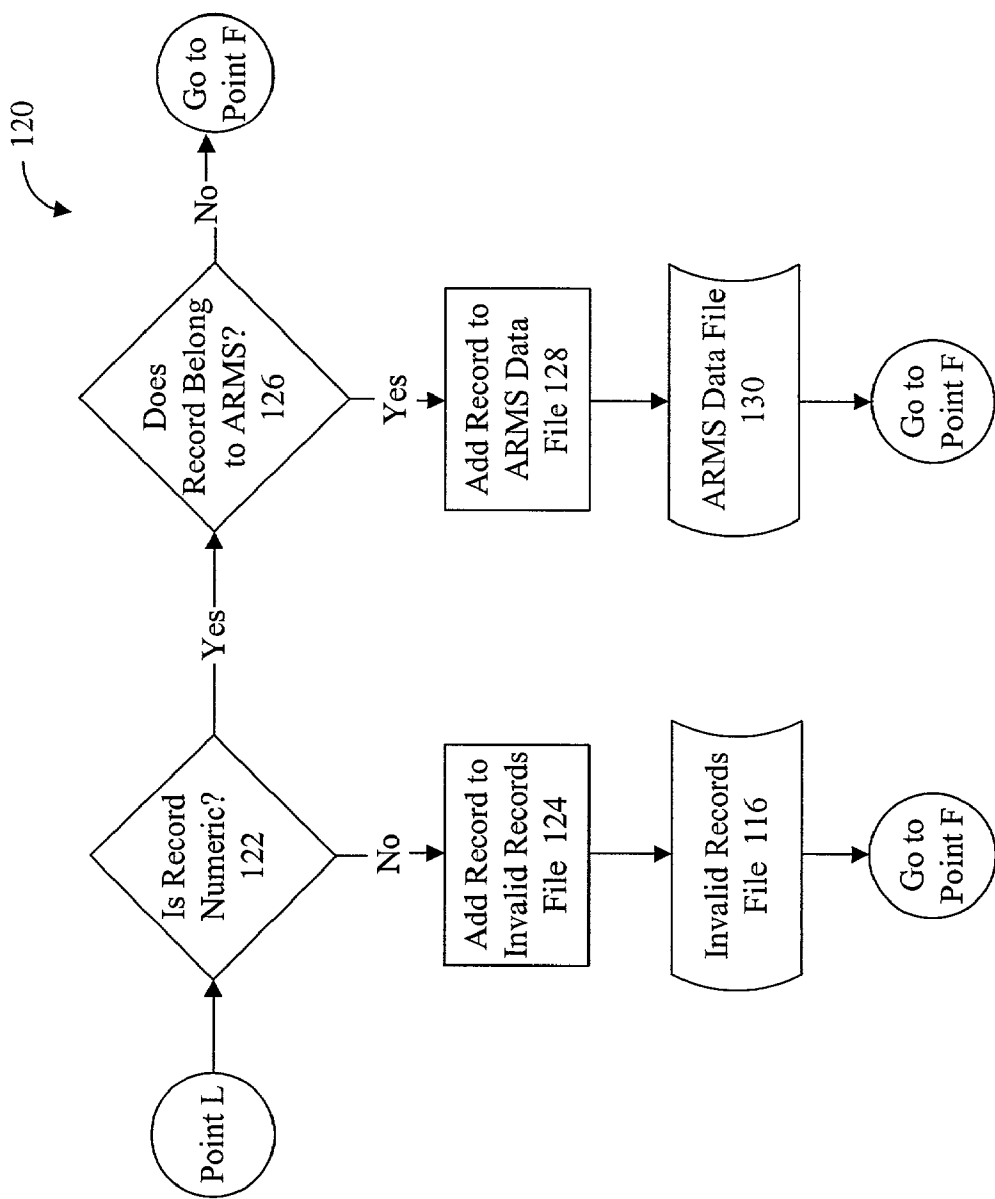 120
Point L
Is Record
Numeric?
122
Yes
Does
Record Belong
to ARMS?
126
No
Go to
Point F
No
Add Record to
Invalid Records
File 124
Invalid Records
File 116
Go to
Point F
Yes
Add Record to
ARMS Data
File 128
ARMS Data File
130
Go to
Point F